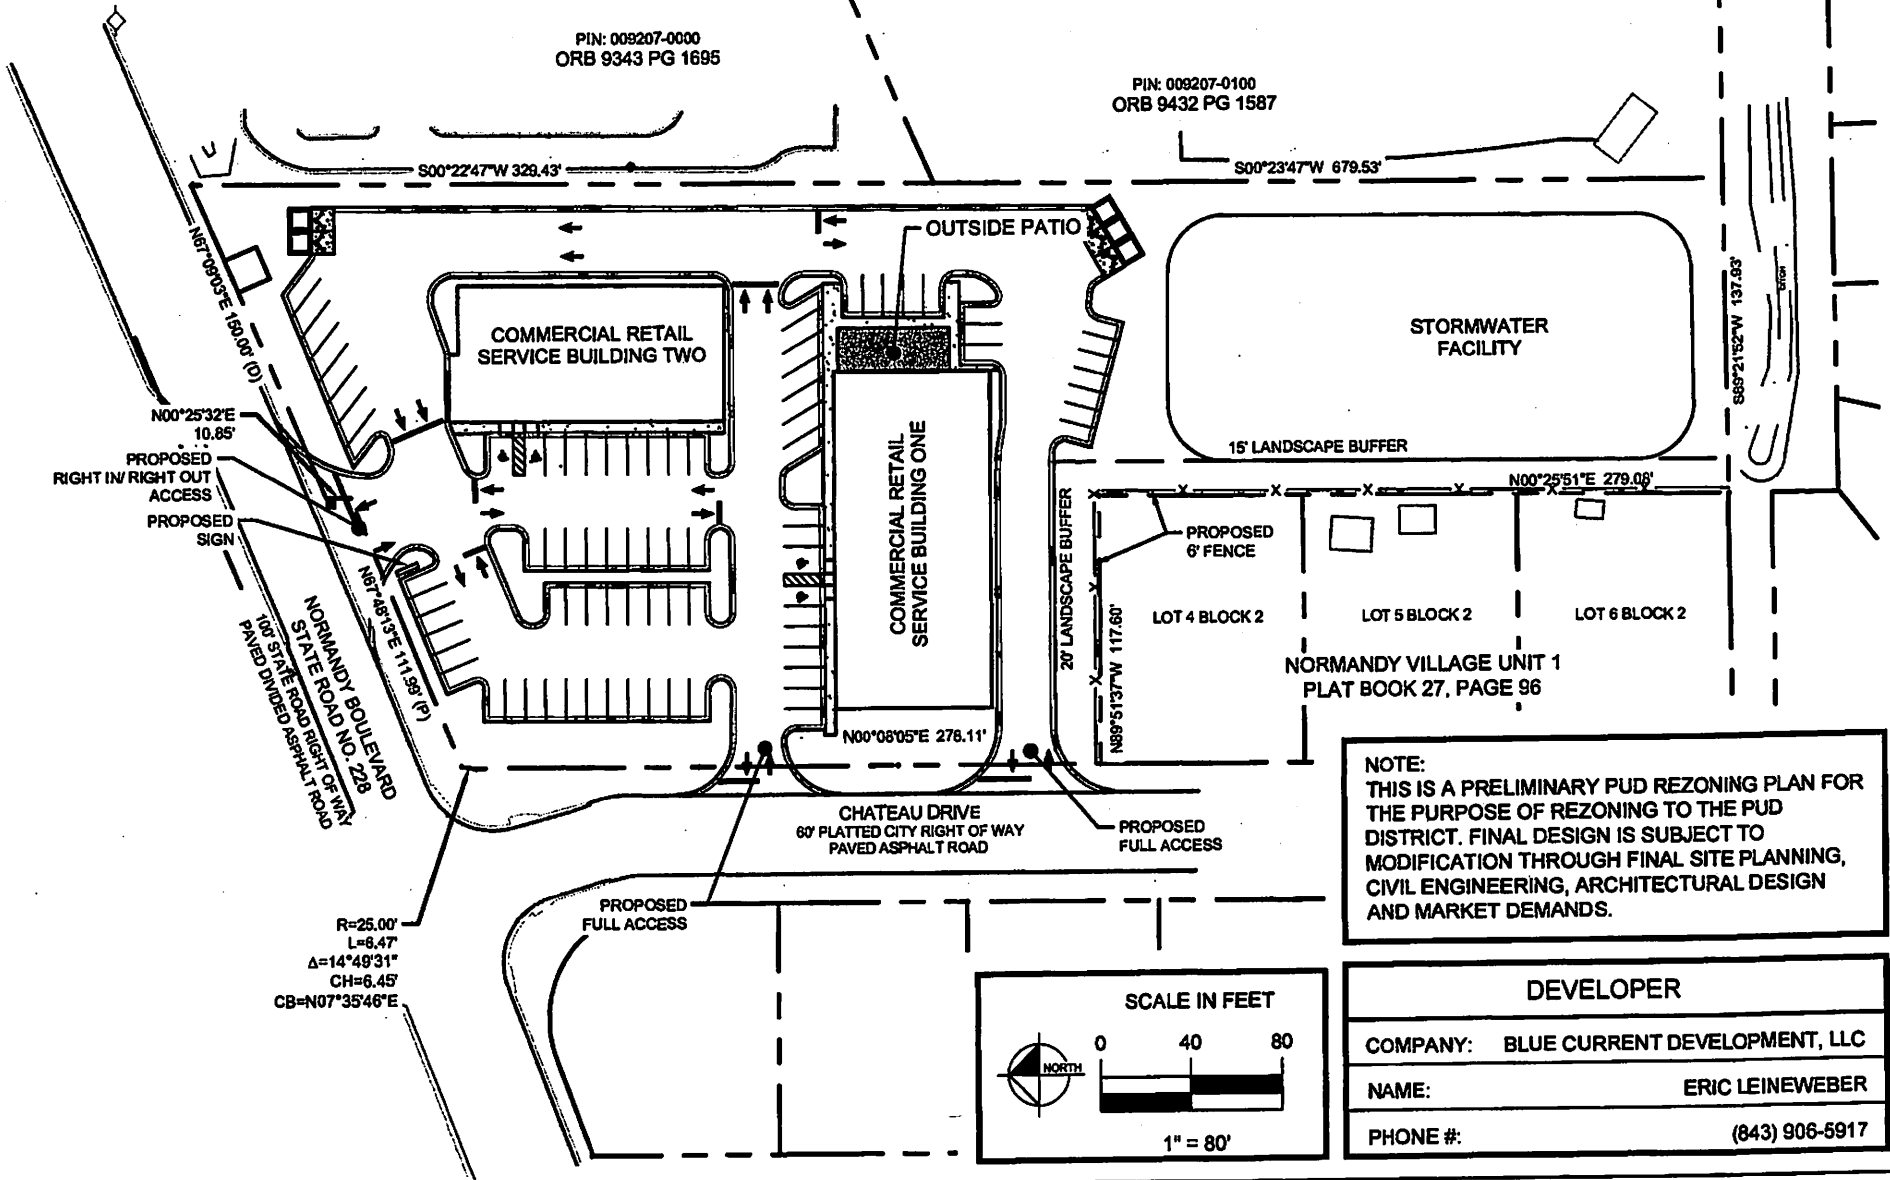 PIN: 009207-0000
ORB 9343 PG 1695
PIN: 009207-0100
ORB 9432 PG 1587
S00°22'47"W 329.43'
S00°23'47"W 679.53'
OUTSIDE PATIO
N67°09'03"E 150.00' (D)
COMMERCIAL RETAIL
SERVICE BUILDING TWO
STORMWATER
FACILITY
S89°21'52"W 137.93'
DITCH
N00°25'32"E
10.85'
PROPOSED
RIGHT IN/ RIGHT OUT
ACCESS
PROPOSED
SIGN
COMMERCIAL RETAIL
SERVICE BUILDING ONE
15' LANDSCAPE BUFFER
N00°25'51"E 279.08'
20' LANDSCAPE BUFFER
PROPOSED
6' FENCE
N67°48'13"E 111.99' (P)
N89°51'37"W 117.60'
LOT 4 BLOCK 2
LOT 5 BLOCK 2
LOT 6 BLOCK 2
NORMANDY VILLAGE UNIT 1
PLAT BOOK 27, PAGE 96
NORMANDY BOULEVARD
STATE ROAD NO. 228
100' STATE ROAD RIGHT OF WAY
PAVED DIVIDED ASPHALT ROAD
N00°08'05"E 278.11'
CHATEAU DRIVE
60' PLATTED CITY RIGHT OF WAY
PAVED ASPHALT ROAD
PROPOSED
FULL ACCESS
PROPOSED
FULL ACCESS
R=25.00'
L=6.47'
Δ=14°49'31"
CH=6.45'
CB=N07°35'46"E
NOTE:
THIS IS A PRELIMINARY PUD REZONING PLAN FOR
THE PURPOSE OF REZONING TO THE PUD
DISTRICT. FINAL DESIGN IS SUBJECT TO
MODIFICATION THROUGH FINAL SITE PLANNING,
CIVIL ENGINEERING, ARCHITECTURAL DESIGN
AND MARKET DEMANDS.
SCALE IN FEET
0 40 80
NORTH
1" = 80'
DEVELOPER
COMPANY: BLUE CURRENT DEVELOPMENT, LLC
NAME: ERIC LEINEWEBER
PHONE #: (843) 906-5917